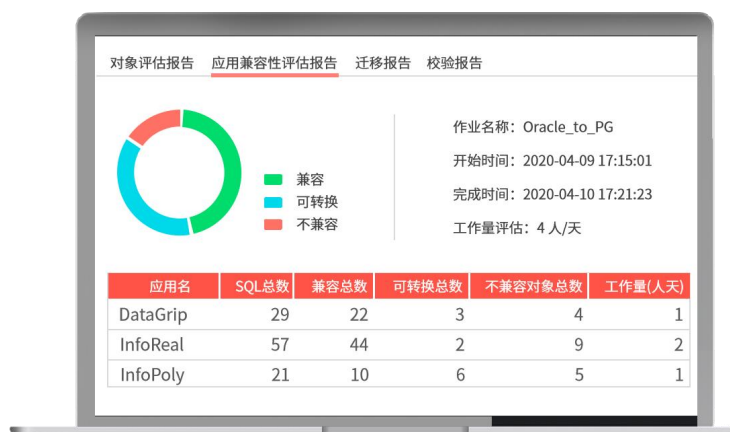 对象评估报告 应用兼容性评估报告 迁移报告 校验报告
兼容
可转换
不兼容
作业名称：Oracle_to_PG
开始时间：2020-04-09 17:15:01
完成时间：2020-04-10 17:21:23
工作量评估：4 人/天
应用名 SQL总数 兼容总数 可转换总数 不兼容对象总数 工作量(人天)
DataGrip 29 22 3 4 1
InfoReal 57 44 2 9 2
InfoPoly 21 10 6 5 1